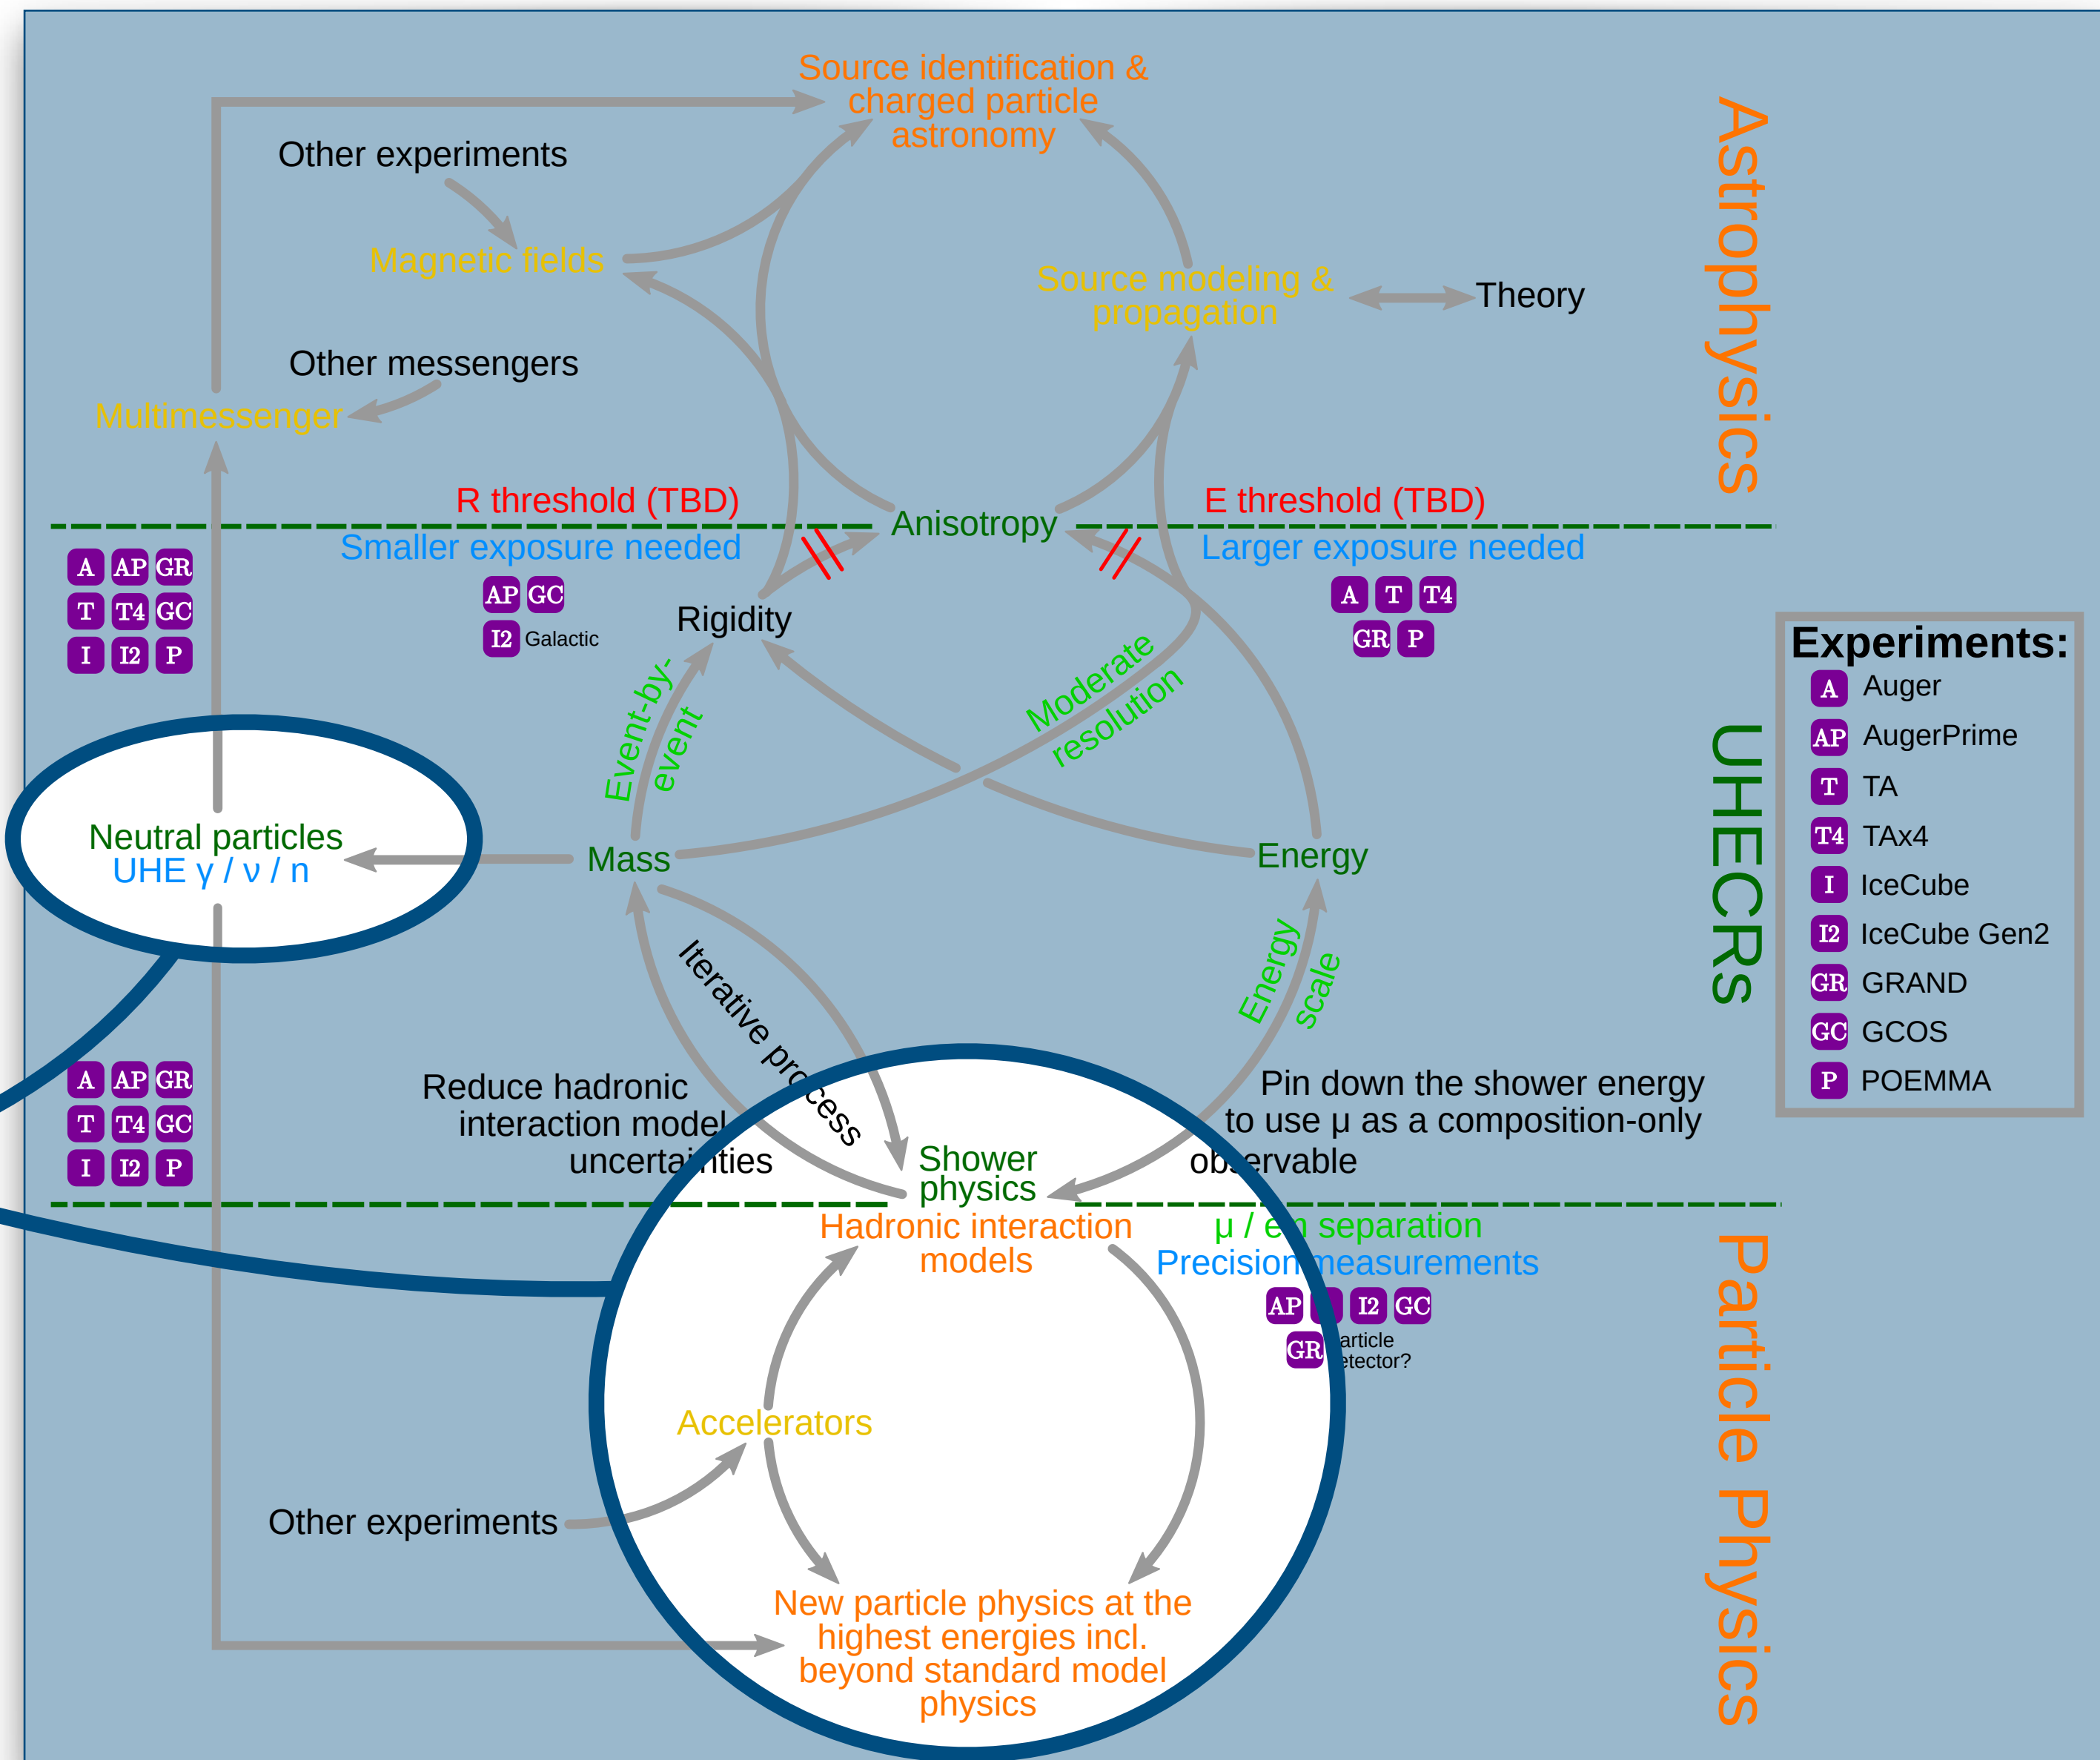 Source identification &
charged particle
astronomy
Other experiments
Magnetic fields
Source modeling &
propagation
Theory
Other messengers
Multimessenger
Astrophysics
R threshold (TBD)
E threshold (TBD)
Anisotropy
Smaller exposure needed
Larger exposure needed
A AP GR
T T4 GC
I I2 P
AP GC
I2 Galactic
Rigidity
A T T4
GR P
Event-by-
event
Moderate
resolution
Experiments:
A Auger
AP AugerPrime
T TA
T4 TAx4
I IceCube
I2 IceCube Gen2
GR GRAND
GC GCOS
P POEMMA
UHECRs
Neutral particles
UHE γ / ν / n
Mass
Energy
Iterative process
Energy
scale
A AP GR
T T4 GC
I I2 P
Reduce hadronic
interaction model
uncertainties
Pin down the shower energy
to use μ as a composition-only
observable
Shower
physics
Hadronic interaction
models
μ / em separation
Precision measurements
AP I2 GC
GR
Accelerators
Other experiments
New particle physics at the
highest energies incl.
beyond standard model
physics
Particle Physics